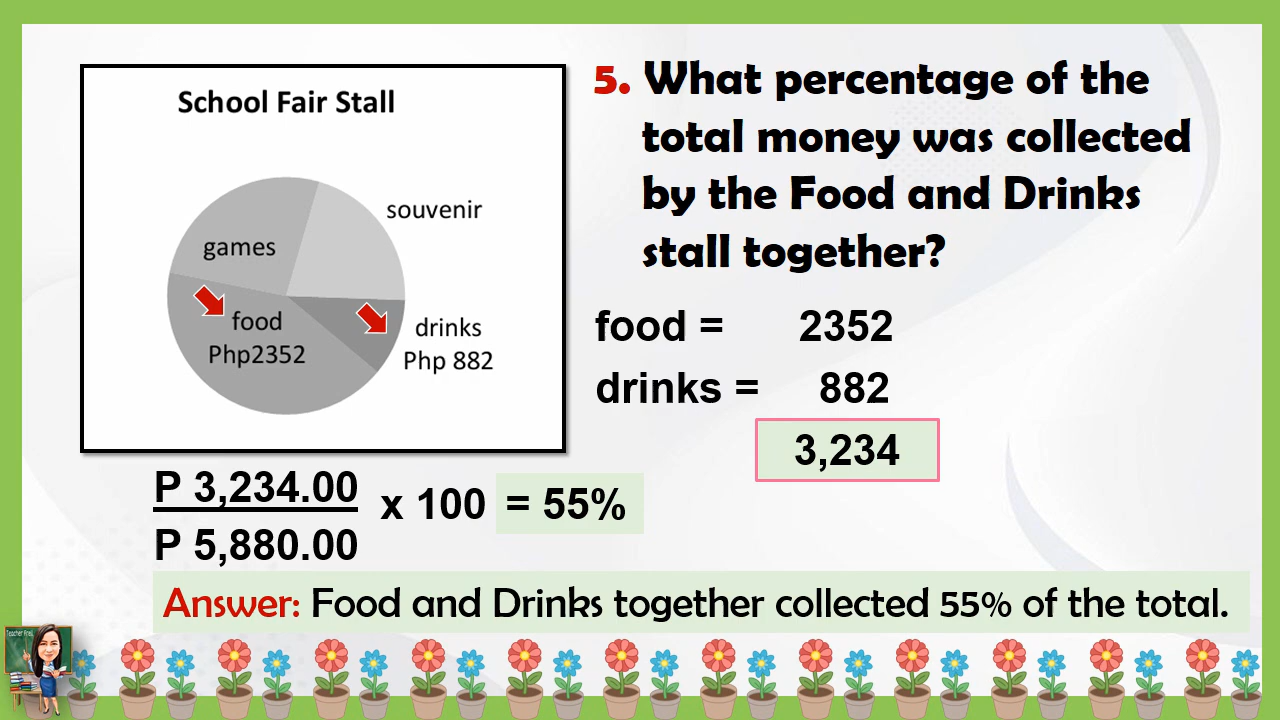 School Fair Stall
souvenir
games
food
Php2352
drinks
Php 882
5. What percentage of the
total money was collected
by the Food and Drinks
stall together?
food = 2352
drinks = 882
3,234
P 3,234.00
x 100 = 55%
P 5,880.00
Answer: Food and Drinks together collected 55% of the total.